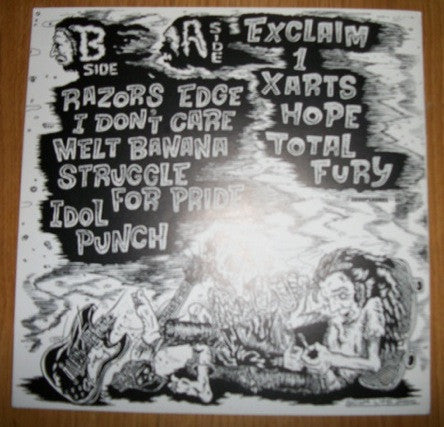 B
SIDE
RAZORS EDGE
I DON'T CARE
MELT BANANA
STRUGGLE
FOR PRIDE
IDOL
PUNCH
A
SIDE
EXCLAIM
1
XARTS
HOPE
TOTAL
FURY